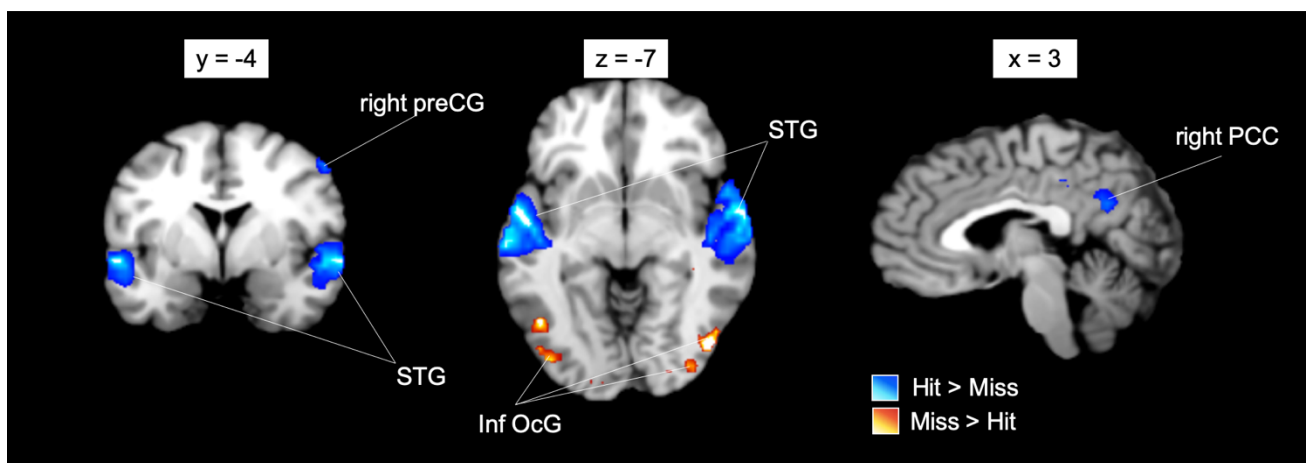 y = -4
z = -7
x = 3
right preCG
STG
right PCC
STG
Inf OcG
Hit > Miss
Miss > Hit